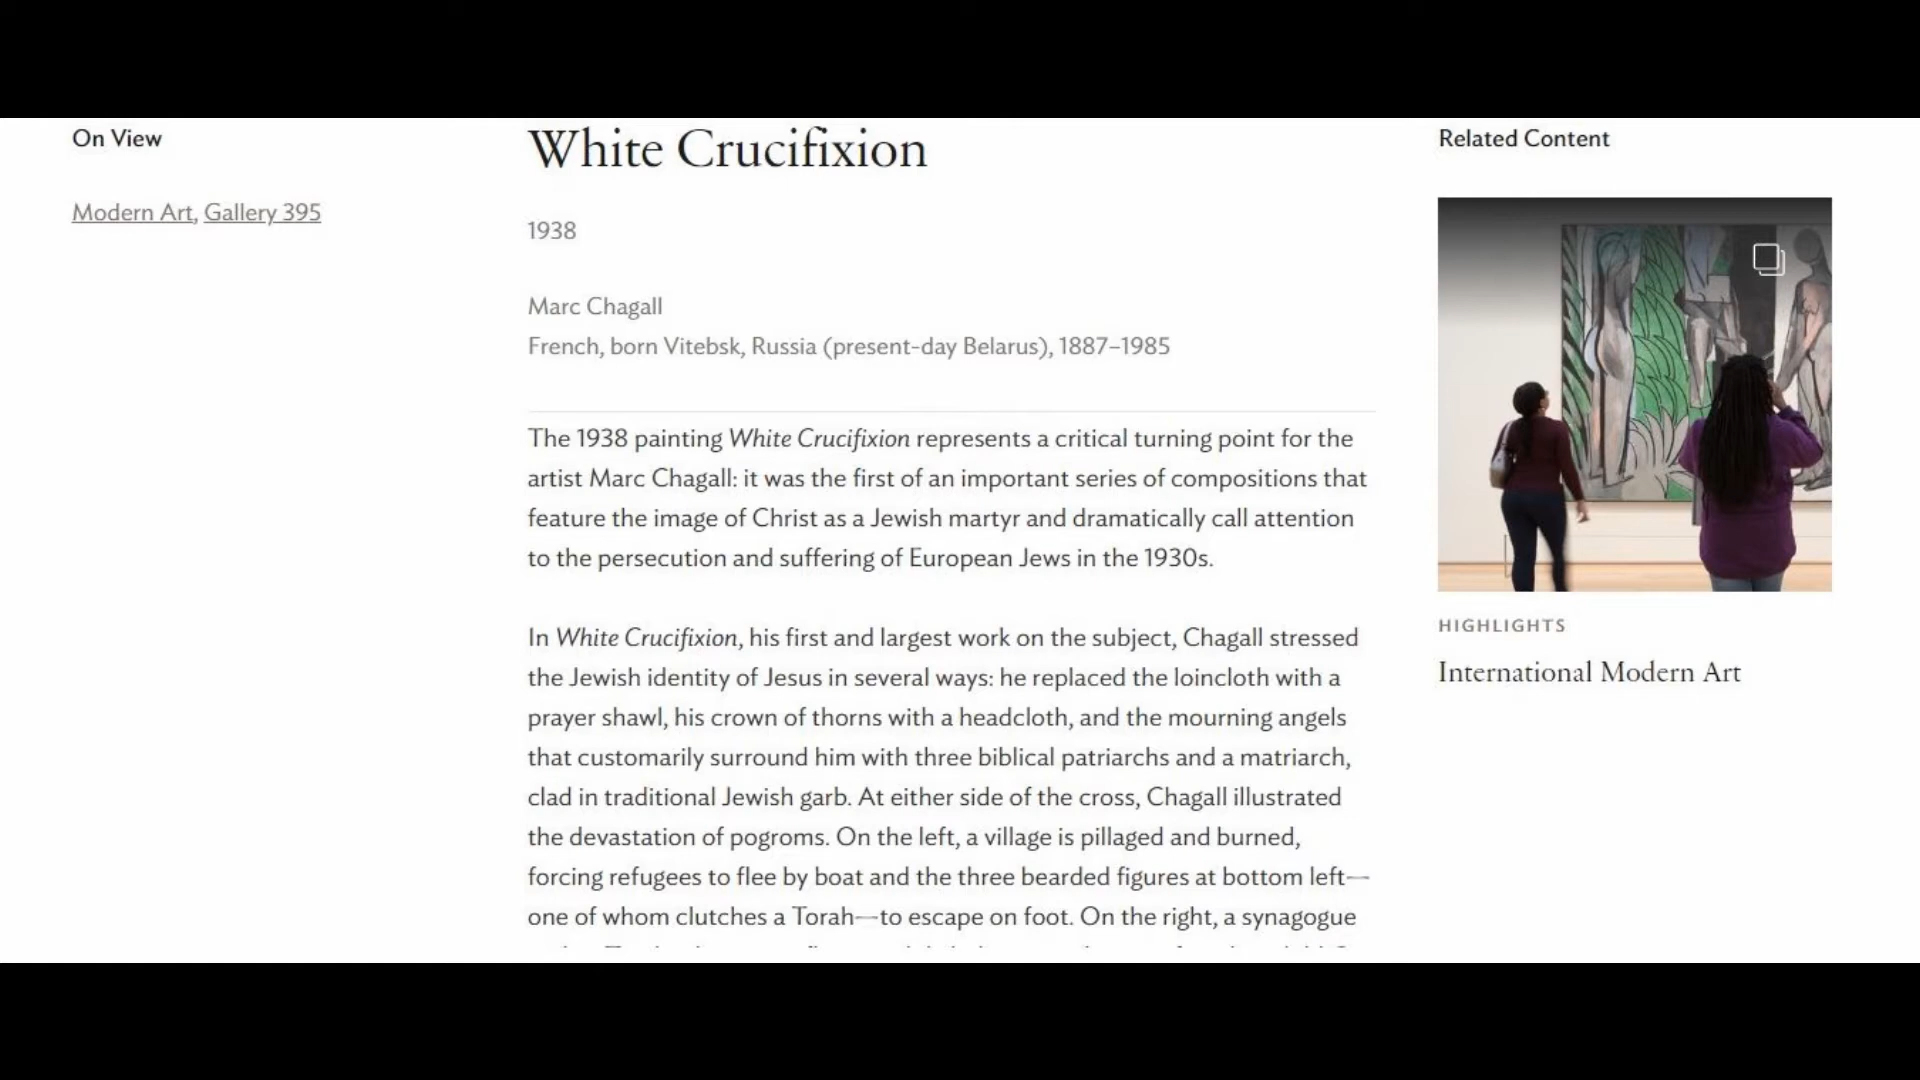 On View
Modern Art, Gallery 395
White Crucifixion
1938
Marc Chagall
French, born Vitebsk, Russia (present-day Belarus), 1887–1985
The 1938 painting White Crucifixion represents a critical turning point for the
artist Marc Chagall: it was the first of an important series of compositions that
feature the image of Christ as a Jewish martyr and dramatically call attention
to the persecution and suffering of European Jews in the 1930s.
In White Crucifixion, his first and largest work on the subject, Chagall stressed
the Jewish identity of Jesus in several ways: he replaced the loincloth with a
prayer shawl, his crown of thorns with a headcloth, and the mourning angels
that customarily surround him with three biblical patriarchs and a matriarch,
clad in traditional Jewish garb. At either side of the cross, Chagall illustrated
the devastation of pogroms. On the left, a village is pillaged and burned,
forcing refugees to flee by boat and the three bearded figures at bottom left—
one of whom clutches a Torah—to escape on foot. On the right, a synagogue
Related Content
HIGHLIGHTS
International Modern Art